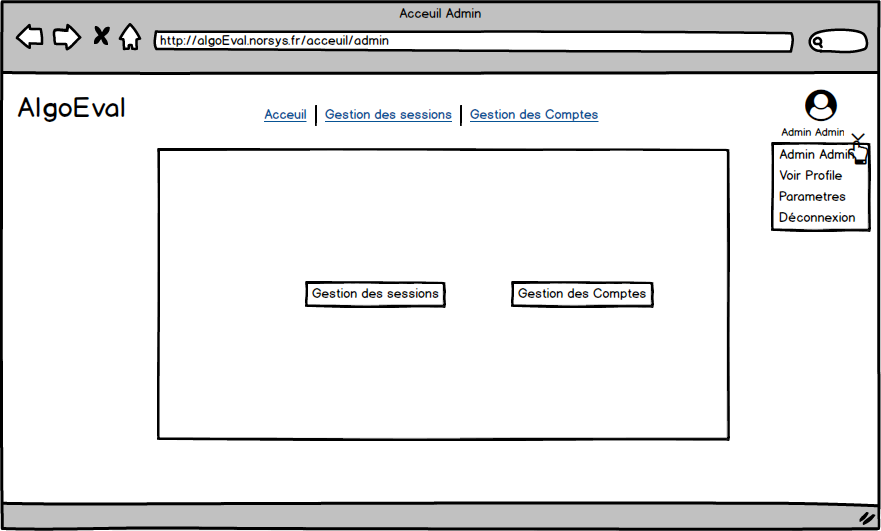 Acceuil Admin
http://algoEval.norsys.fr/acceuil/admin
AlgoEval
Acceuil | Gestion des sessions | Gestion des Comptes
Admin Admin
Admin Admin
Voir Profile
Parametres
Déconnexion
Gestion des sessions
Gestion des Comptes